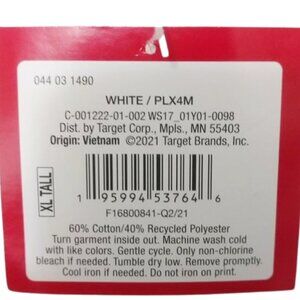 044 03 1490
WHITE / PLX4M
C-001222-01-002 WS17_01Y01-0098
Dist. by Target Corp., Mpls., MN 55403
Origin: Vietnam ©2021 Target Brands, Inc.
XL TALL
1 95994 53764 6
F16800841-Q2/21
60% Cotton/40% Recycled Polyester
Turn garment inside out. Machine wash cold
with like colors. Gentle cycle. Only non-chlorine
bleach if needed. Tumble dry low. Remove promptly.
Cool iron if needed. Do not iron on print.